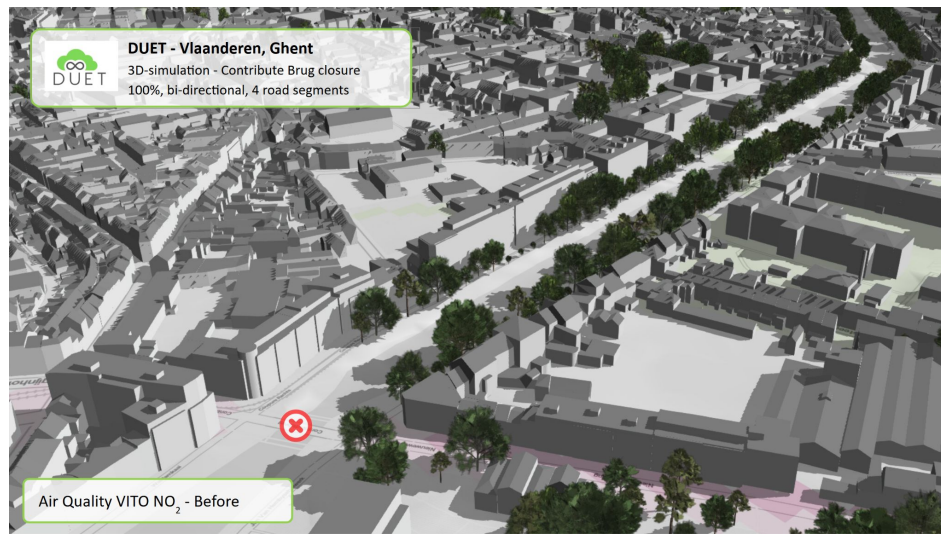 DUET
DUET - Vlaanderen, Ghent
3D-simulation - Contribute Brug closure
100%, bi-directional, 4 road segments
Air Quality VITO NO₂ - Before